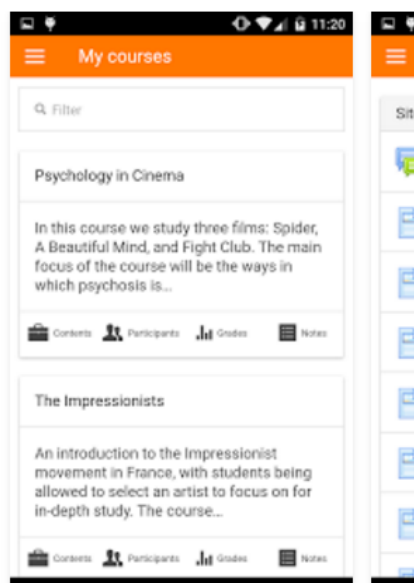 11:20
My courses
Filter
Psychology in Cinema
In this course we study three films: Spider,
A Beautiful Mind, and Fight Club. The main
focus of the course will be the ways in
which psychosis is...
Contents Participants Grades Notes
The Impressionists
An introduction to the Impressionist
movement in France, with students being
allowed to select an artist to focus on for
in-depth study. The course...
Contents Participants Grades Notes
Sit